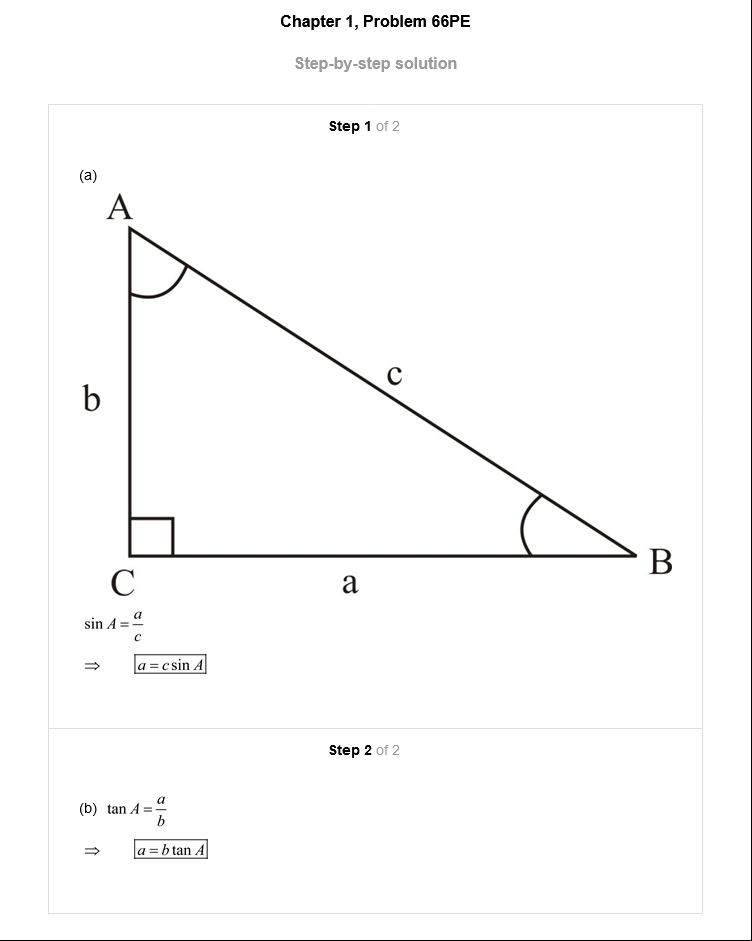 Chapter 1, Problem 66PE
Step-by-step solution
Step 1 of 2
(a)
A
c
b
B
C
a
sin A = a/c
⇒ a = c sin A
Step 2 of 2
(b) tan A = a/b
⇒ a = b tan A